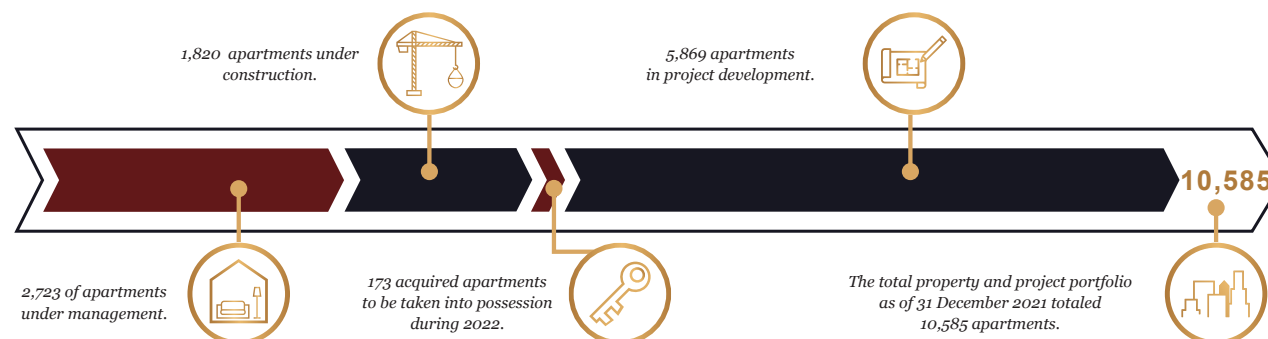 1,820 apartments under
construction.
5,869 apartments
in project development.
10,585
2,723 of apartments
under management.
173 acquired apartments
to be taken into possession
during 2022.
The total property and project portfolio
as of 31 December 2021 totaled
10,585 apartments.